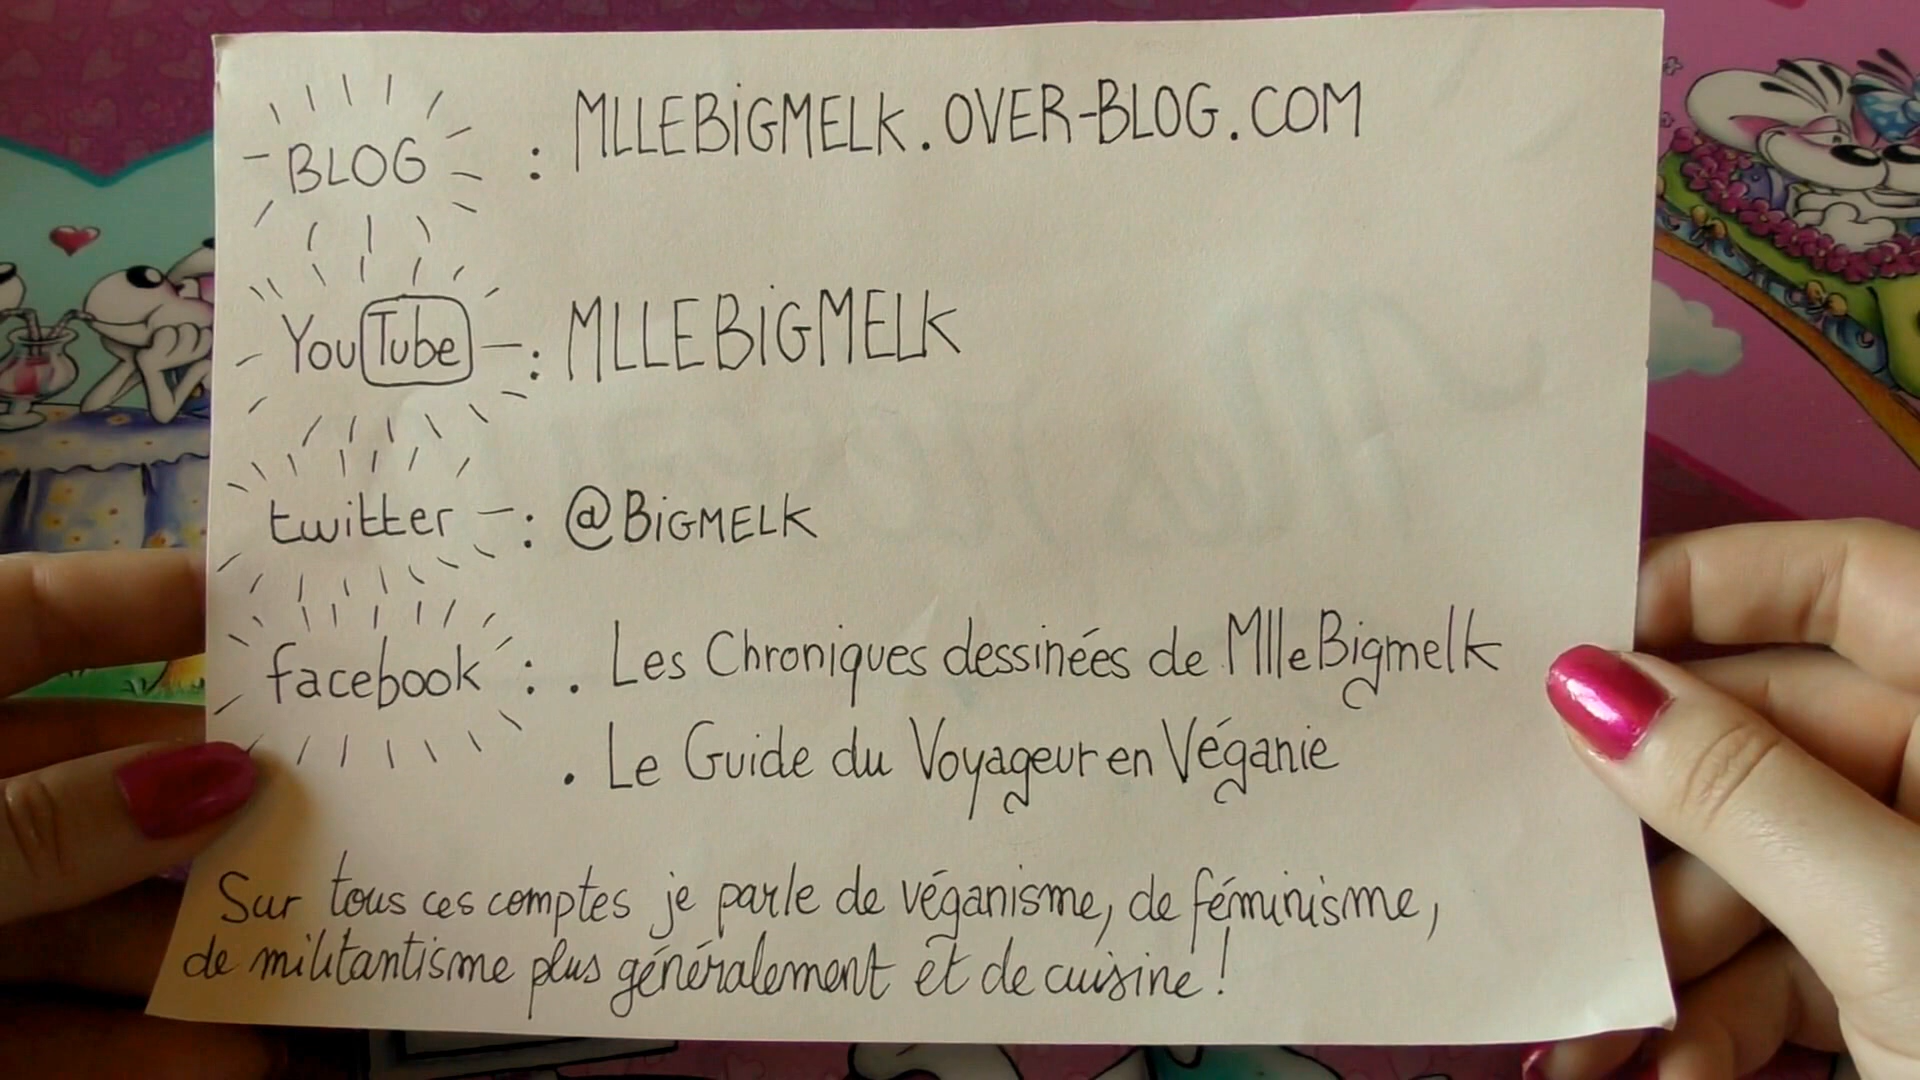 BLOG : MLLEBiGMELK.OVER-BLOG.COM
YouTube : MLLEBiGMELK
twitter : @BiGMELK
facebook : . Les Chroniques dessinées de MlleBigmelk
. Le Guide du Voyageur en Véganie
Sur tous ces comptes je parle de véganisme, de féminisme,
de militantisme plus généralement et de cuisine !